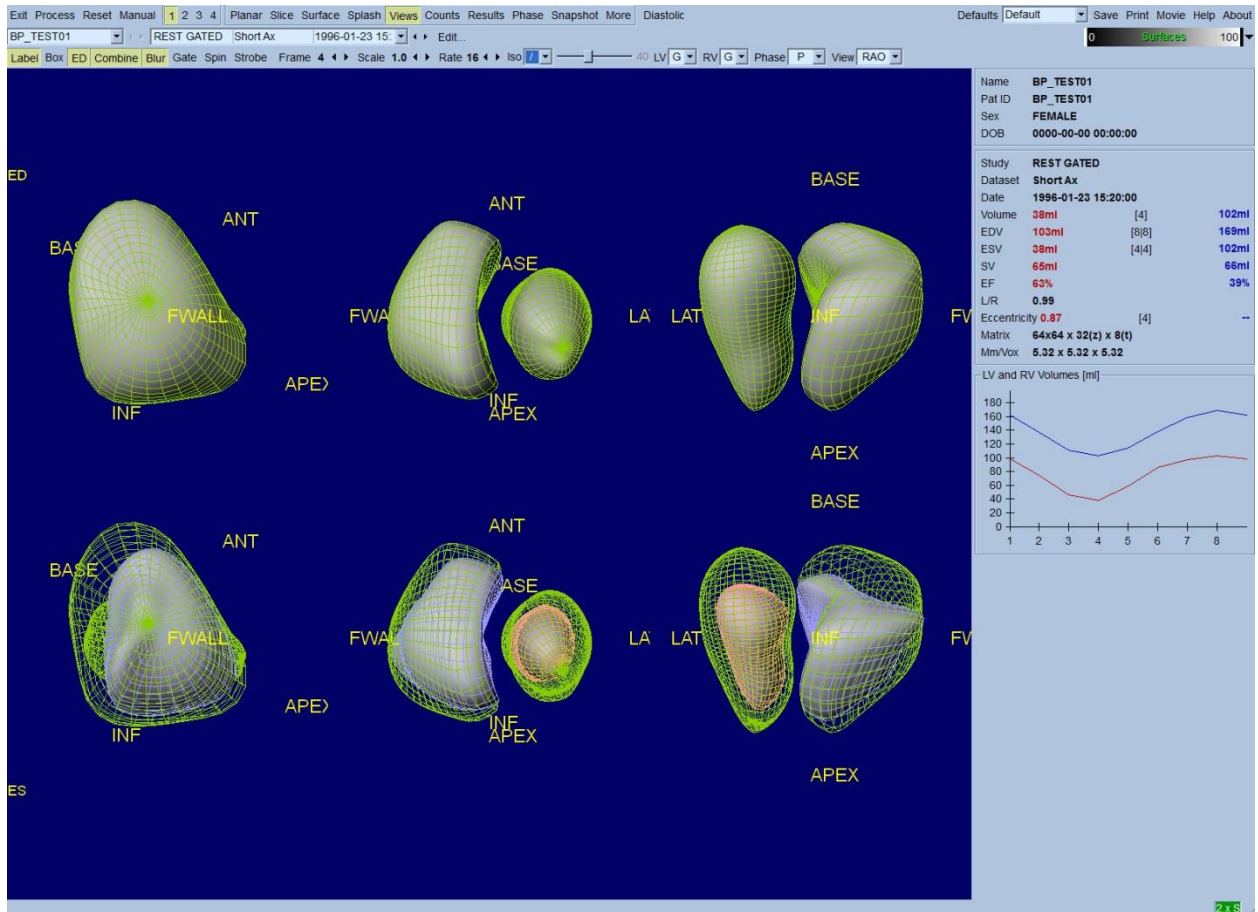 Exit Process Reset Manual 1 2 3 4 Planar Slice Surface Splash Views Counts Results Phase Snapshot More Diastolic Defaults Default Save Print Movie Help About
BP_TEST01 REST GATED Short Ax 1996-01-23 15: Edit... 0 Surfaces 100
Label Box ED Combine Blur Gate Spin Strobe Frame 4 Scale 1.0 Rate 16 Iso / 40 LV G RV G Phase P View RAO
Name BP_TEST01
Pat ID BP_TEST01
Sex FEMALE
DOB 0000-00-00 00:00:00
Study REST GATED
Dataset Short Ax
Date 1996-01-23 15:20:00
Volume 38ml [4] 102ml
EDV 103ml [8|8] 169ml
ESV 38ml [4|4] 102ml
SV 65ml 66ml
EF 63% 39%
L/R 0.99
Eccentricity 0.87 [4] --
Matrix 64x64 x 32(z) x 8(t)
Mm/Vox 5.32 x 5.32 x 5.32
LV and RV Volumes [ml]
180
160
140
120
100
80
60
40
20
0
1 2 3 4 5 6 7 8
ED
ANT
BAS
FWALL
APEX
INF
ANT
BASE
FWA
LA
INF
APEX
BASE
LAT
INF
FW
APEX
ES
ANT
BASE
FWALL
APEX
INF
ANT
BASE
FWAL
LA
INF
APEX
BASE
LAT
INF
FW
APEX
2 x S